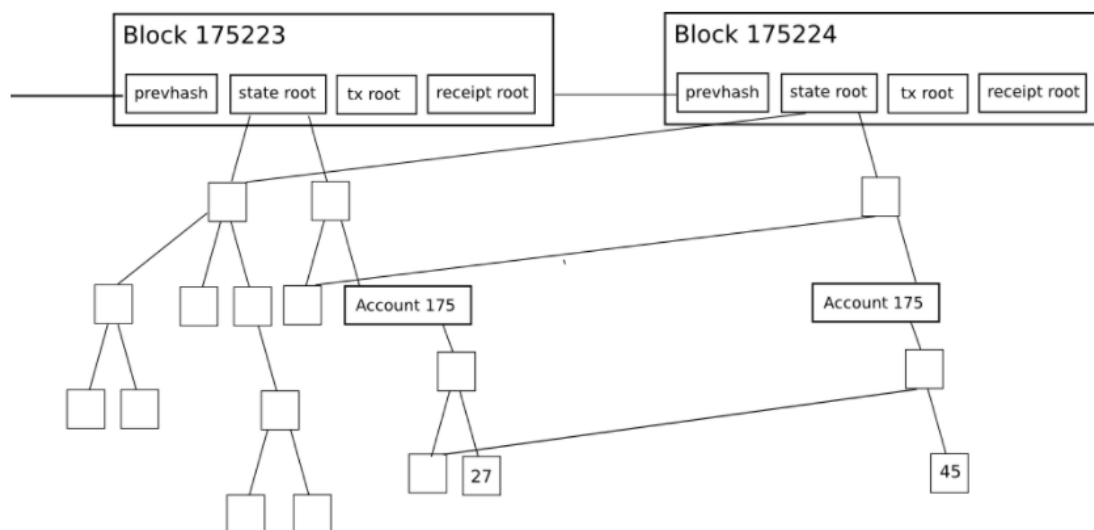 Block 175223
Block 175224
prevhash
state root
tx root
receipt root
prevhash
state root
tx root
receipt root
Account 175
Account 175
27
45